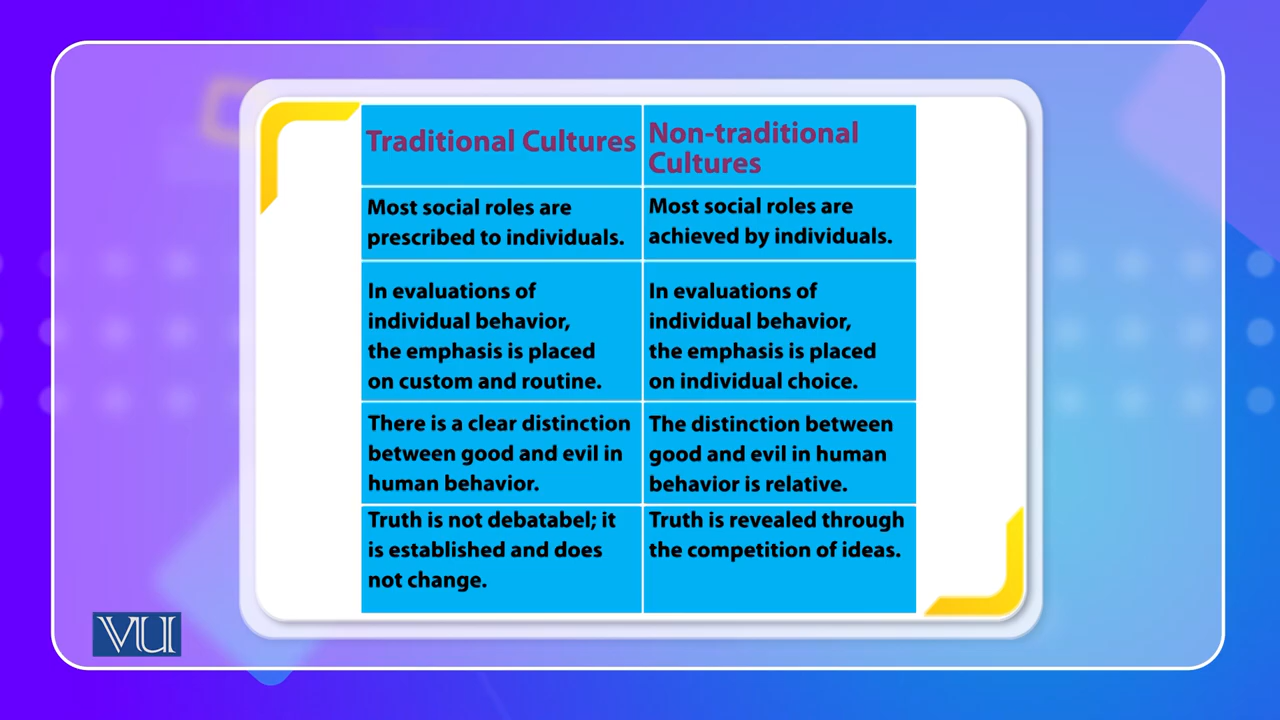 Traditional Cultures
Non-traditional
Cultures
Most social roles are
prescribed to individuals.
Most social roles are
achieved by individuals.
In evaluations of
individual behavior,
the emphasis is placed
on custom and routine.
In evaluations of
individual behavior,
the emphasis is placed
on individual choice.
There is a clear distinction
between good and evil in
human behavior.
The distinction between
good and evil in human
behavior is relative.
Truth is not debatabel; it
is established and does
not change.
Truth is revealed through
the competition of ideas.
VU